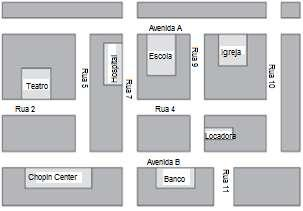 Avenida A
Teatro
Rua 5
Hospital
Rua 7
Escola
Rua 9
Igreja
Rua 10
Rua 2
Rua 4
Locadora
Avenida B
Chopin Center
Banco
Rua 11